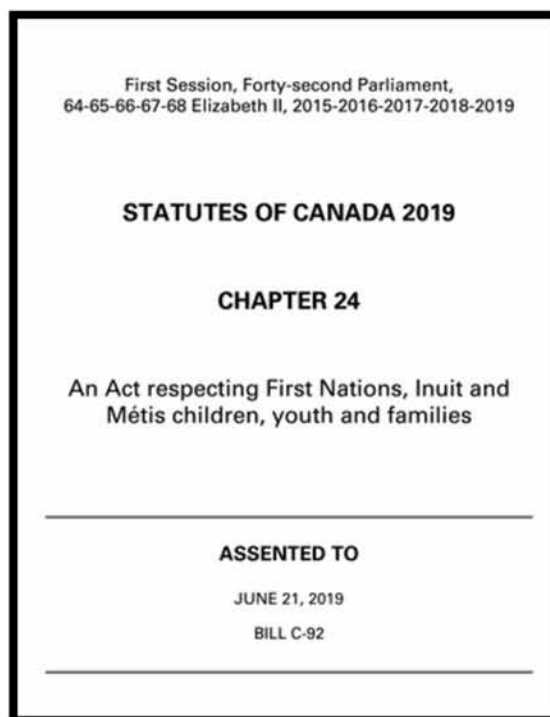 First Session, Forty-second Parliament,
64-65-66-67-68 Elizabeth II, 2015-2016-2017-2018-2019
STATUTES OF CANADA 2019
CHAPTER 24
An Act respecting First Nations, Inuit and
Métis children, youth and families
ASSENTED TO
JUNE 21, 2019
BILL C-92